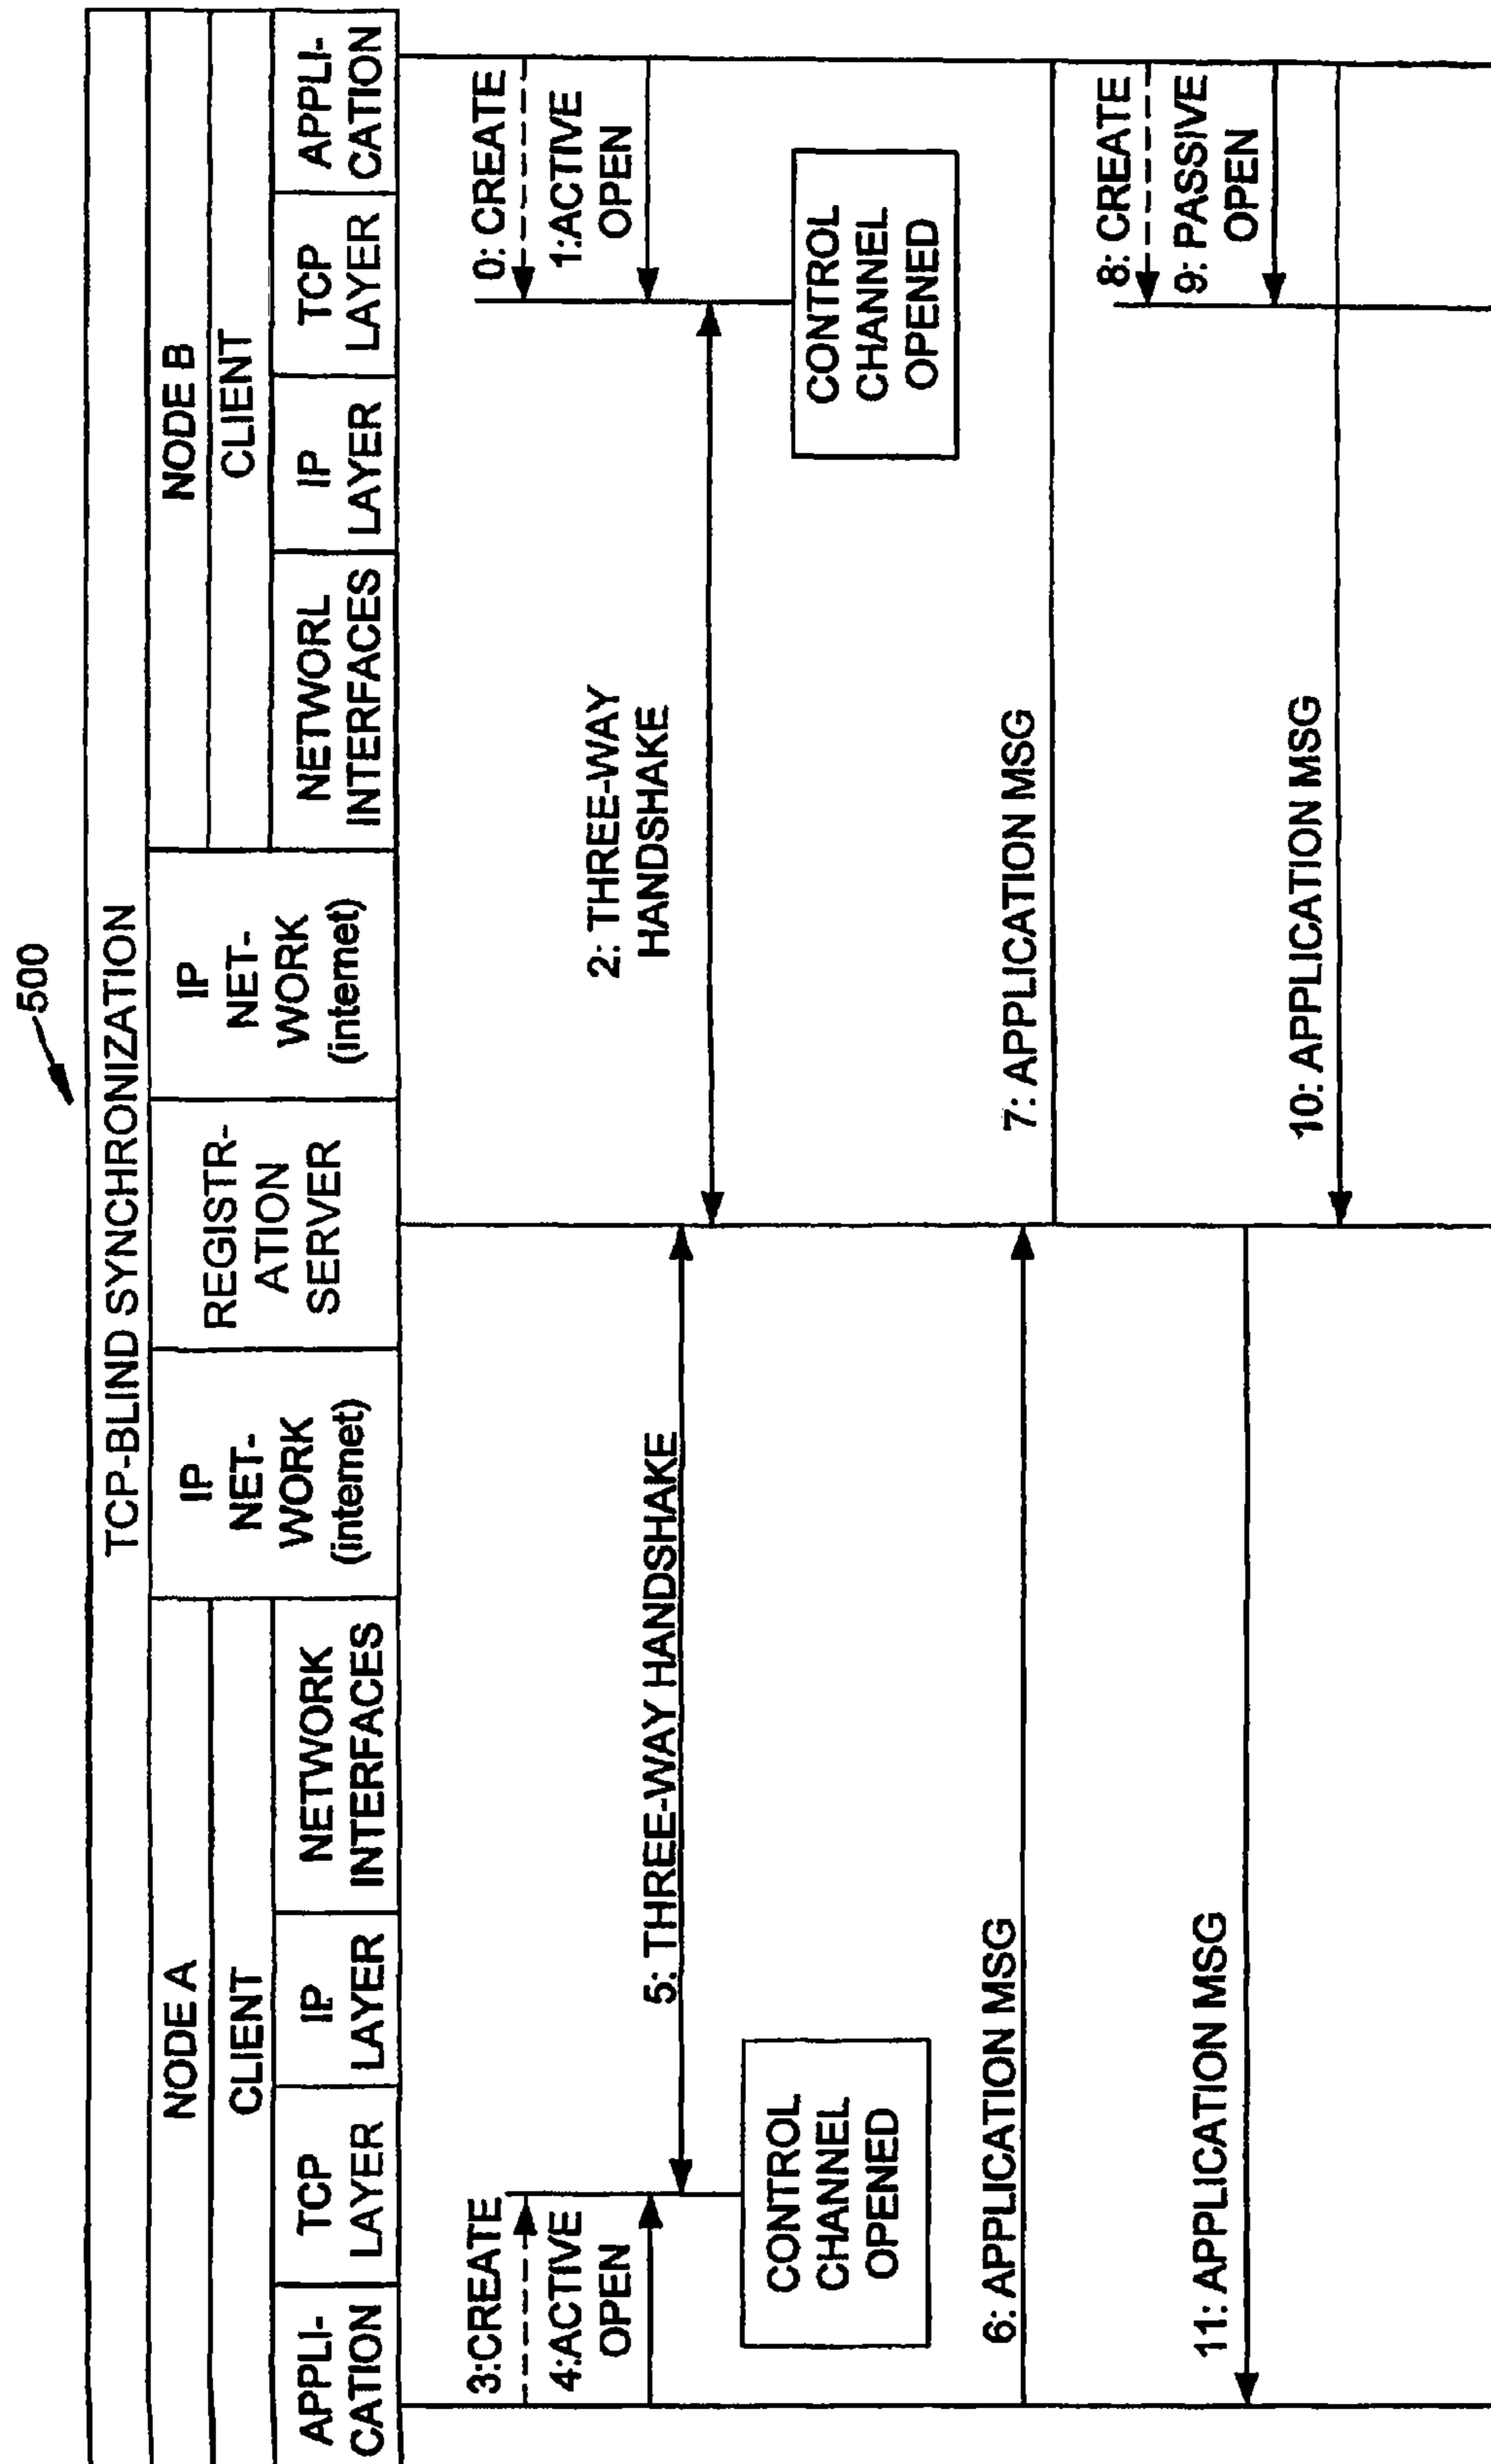 500
TCP-BLIND SYNCHRONIZATION
NODE A
IP
NET-
WORK
(internet)
REGISTR-
ATION
SERVER
IP
NET-
WORK
(internet)
NODE B
CLIENT
CLIENT
APPLI-
CATION
TCP
LAYER
IP
LAYER
NETWORK
INTERFACES
NETWORL
INTERFACES
IP
LAYER
TCP
LAYER
APPLI-
CATION
0: CREATE
1:ACTIVE
OPEN
2: THREE-WAY
HANDSHAKE
CONTROL
CHANNEL
OPENED
3:CREATE
4:ACTIVE
OPEN
5: THREE-WAY HANDSHAKE
CONTROL
CHANNEL
OPENED
6: APPLICATION MSG
7: APPLICATION MSG
8: CREATE
9: PASSIVE
OPEN
10: APPLICATION MSG
11: APPLICATION MSG